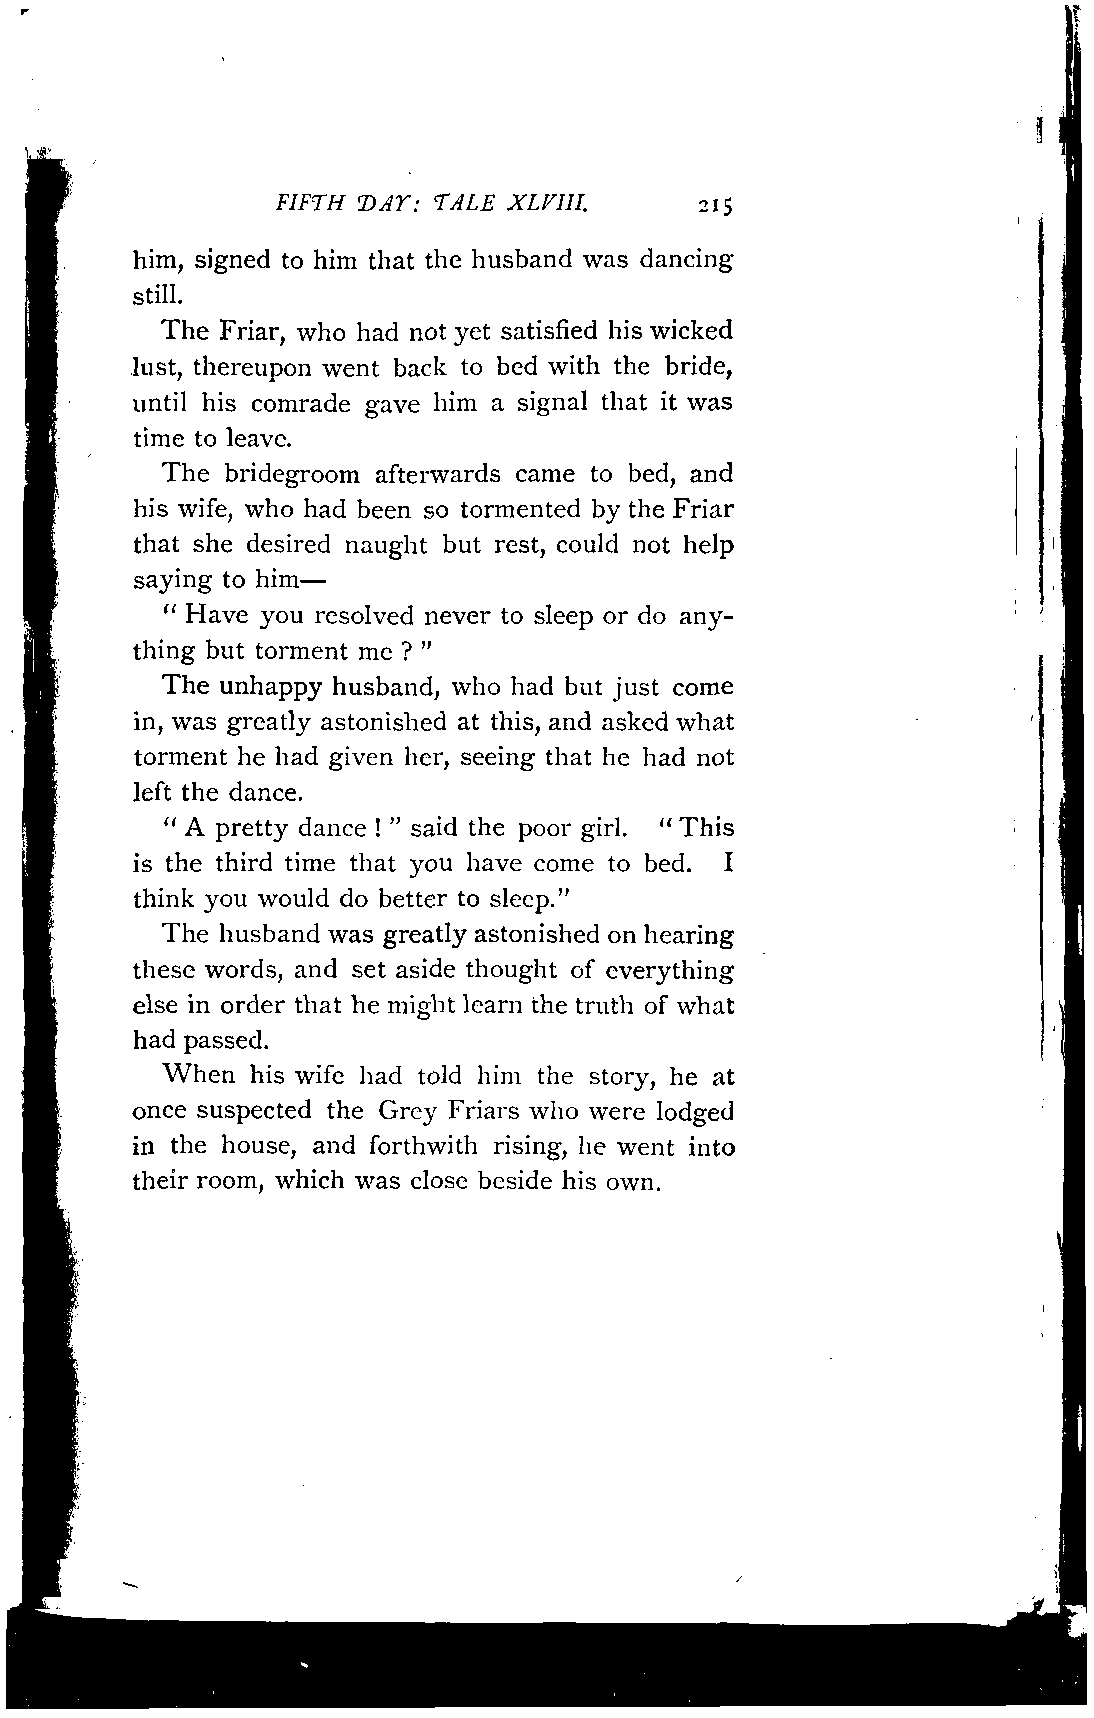 FIFTH DAY: TALE XLVIII. 215
him, signed to him that the husband was dancing
still.
The Friar, who had not yet satisfied his wicked
lust, thereupon went back to bed with the bride,
until his comrade gave him a signal that it was
time to leave.
The bridegroom afterwards came to bed, and
his wife, who had been so tormented by the Friar
that she desired naught but rest, could not help
saying to him—
“ Have you resolved never to sleep or do any-
thing but torment me ? ”
The unhappy husband, who had but just come
in, was greatly astonished at this, and asked what
torment he had given her, seeing that he had not
left the dance.
“ A pretty dance ! ” said the poor girl. “ This
is the third time that you have come to bed. I
think you would do better to sleep.”
The husband was greatly astonished on hearing
these words, and set aside thought of everything
else in order that he might learn the truth of what
had passed.
When his wife had told him the story, he at
once suspected the Grey Friars who were lodged
in the house, and forthwith rising, he went into
their room, which was close beside his own.